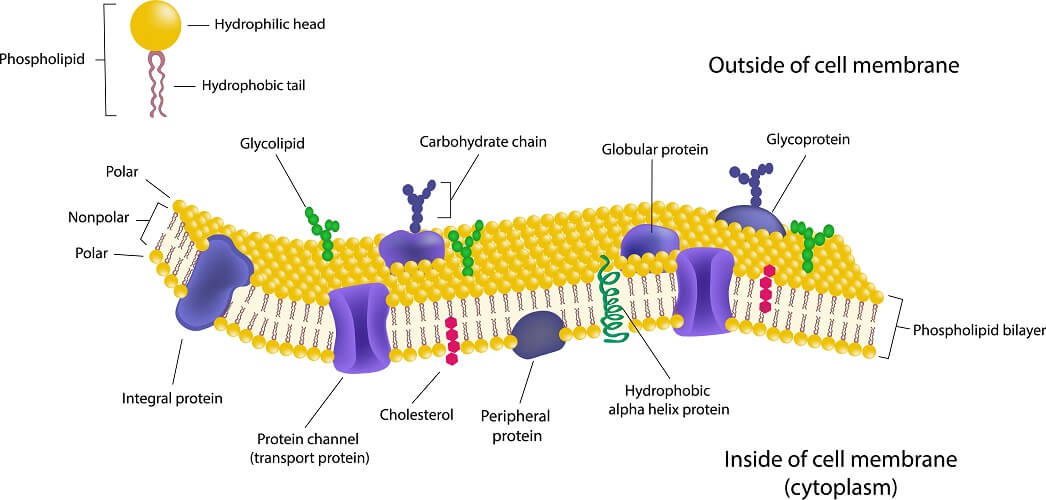 Hydrophilic head
Phospholipid
Hydrophobic tail
Outside of cell membrane
Glycolipid
Carbohydrate chain
Globular protein
Glycoprotein
Polar
Nonpolar
Polar
Phospholipid bilayer
Integral protein
Protein channel
(transport protein)
Cholesterol
Peripheral
protein
Hydrophobic
alpha helix protein
Inside of cell membrane
(cytoplasm)